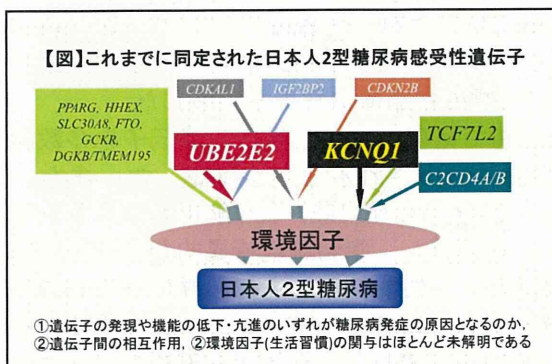 【図】これまでに同定された日本人2型糖尿病感受性遺伝子
CDKAL1
IGF2BP2
CDKN2B
PPARG, HHEX,
SLC30A8, FTO,
GCKR,
DGKB/TMEM195
UBE2E2
KCNQ1
TCF7L2
C2CD4A/B
環境因子
日本人2型糖尿病
①遺伝子の発現や機能の低下・亢進のいずれが糖尿病発症の原因となるのか,
②遺伝子間の相互作用, ②環境因子(生活習慣)の関与はほとんど未解明である